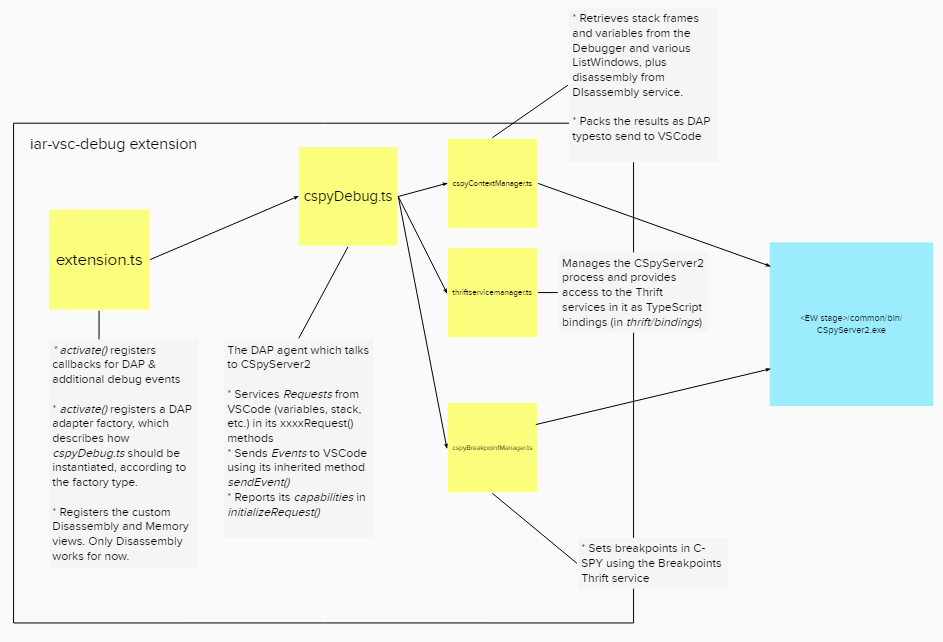 * Retrieves stack frames
and variables from the
Debugger and various
ListWindows, plus
disassembly from
DIsassembly service.
* Packs the results as DAP
typesto send to VSCode
iar-vsc-debug extension
extension.ts
cspyDebug.ts
cspyContextManager.ts
thriftservicemanager.ts
cspyBreakpointManager.ts
Manages the CSpyServer2
process and provides
access to the Thrift
services in it as TypeScript
bindings (in thrift/bindings)
<EW stage>/common/bin/
CSpyServer2.exe
* activate() registers
callbacks for DAP &
additional debug events
* activate() registers a DAP
adapter factory, which
describes how
cspyDebug.ts should be
instantiated, according to
the factory type.
* Registers the custom
Disassembly and Memory
views. Only Disassembly
works for now.
The DAP agent which talks
to CSpyServer2
* Services Requests from
VSCode (variables, stack,
etc.) in its xxxxRequest()
methods
* Sends Events to VSCode
using its inherited method
sendEvent()
* Reports its capabilities in
initializeRequest()
* Sets breakpoints in C-
SPY using the Breakpoints
Thrift service